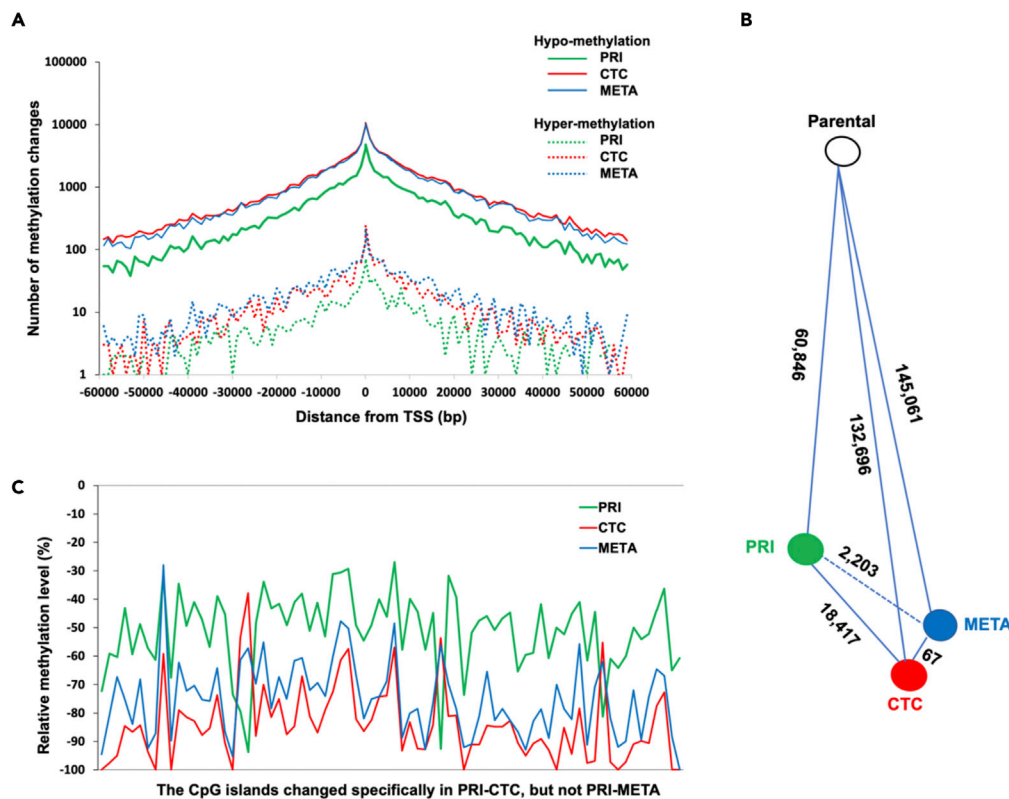 A
Hypo-methylation
PRI
CTC
META
Hyper-methylation
PRI
CTC
META
Number of methylation changes
100000
10000
1000
100
10
1
-60000 -50000 -40000 -30000 -20000 -10000 0 10000 20000 30000 40000 50000 60000
Distance from TSS (bp)
B
Parental
60,846
132,696
145,061
PRI
2,203
18,417
META
67
CTC
C
Relative methylation level (%)
0
-10
-20
-30
-40
-50
-60
-70
-80
-90
-100
PRI
CTC
META
The CpG islands changed specifically in PRI-CTC, but not PRI-META